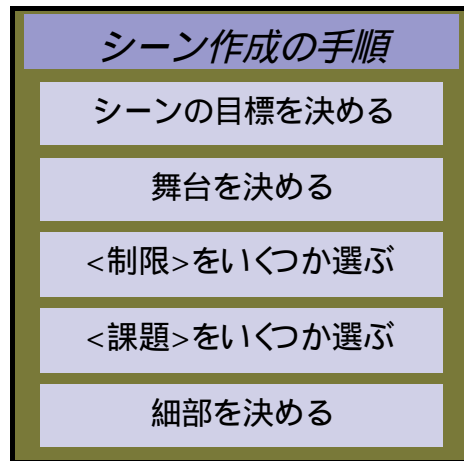 シーン作成の手順
シーンの目標を決める
舞台を決める
<制限>をいくつか選ぶ
<課題>をいくつか選ぶ
細部を決める